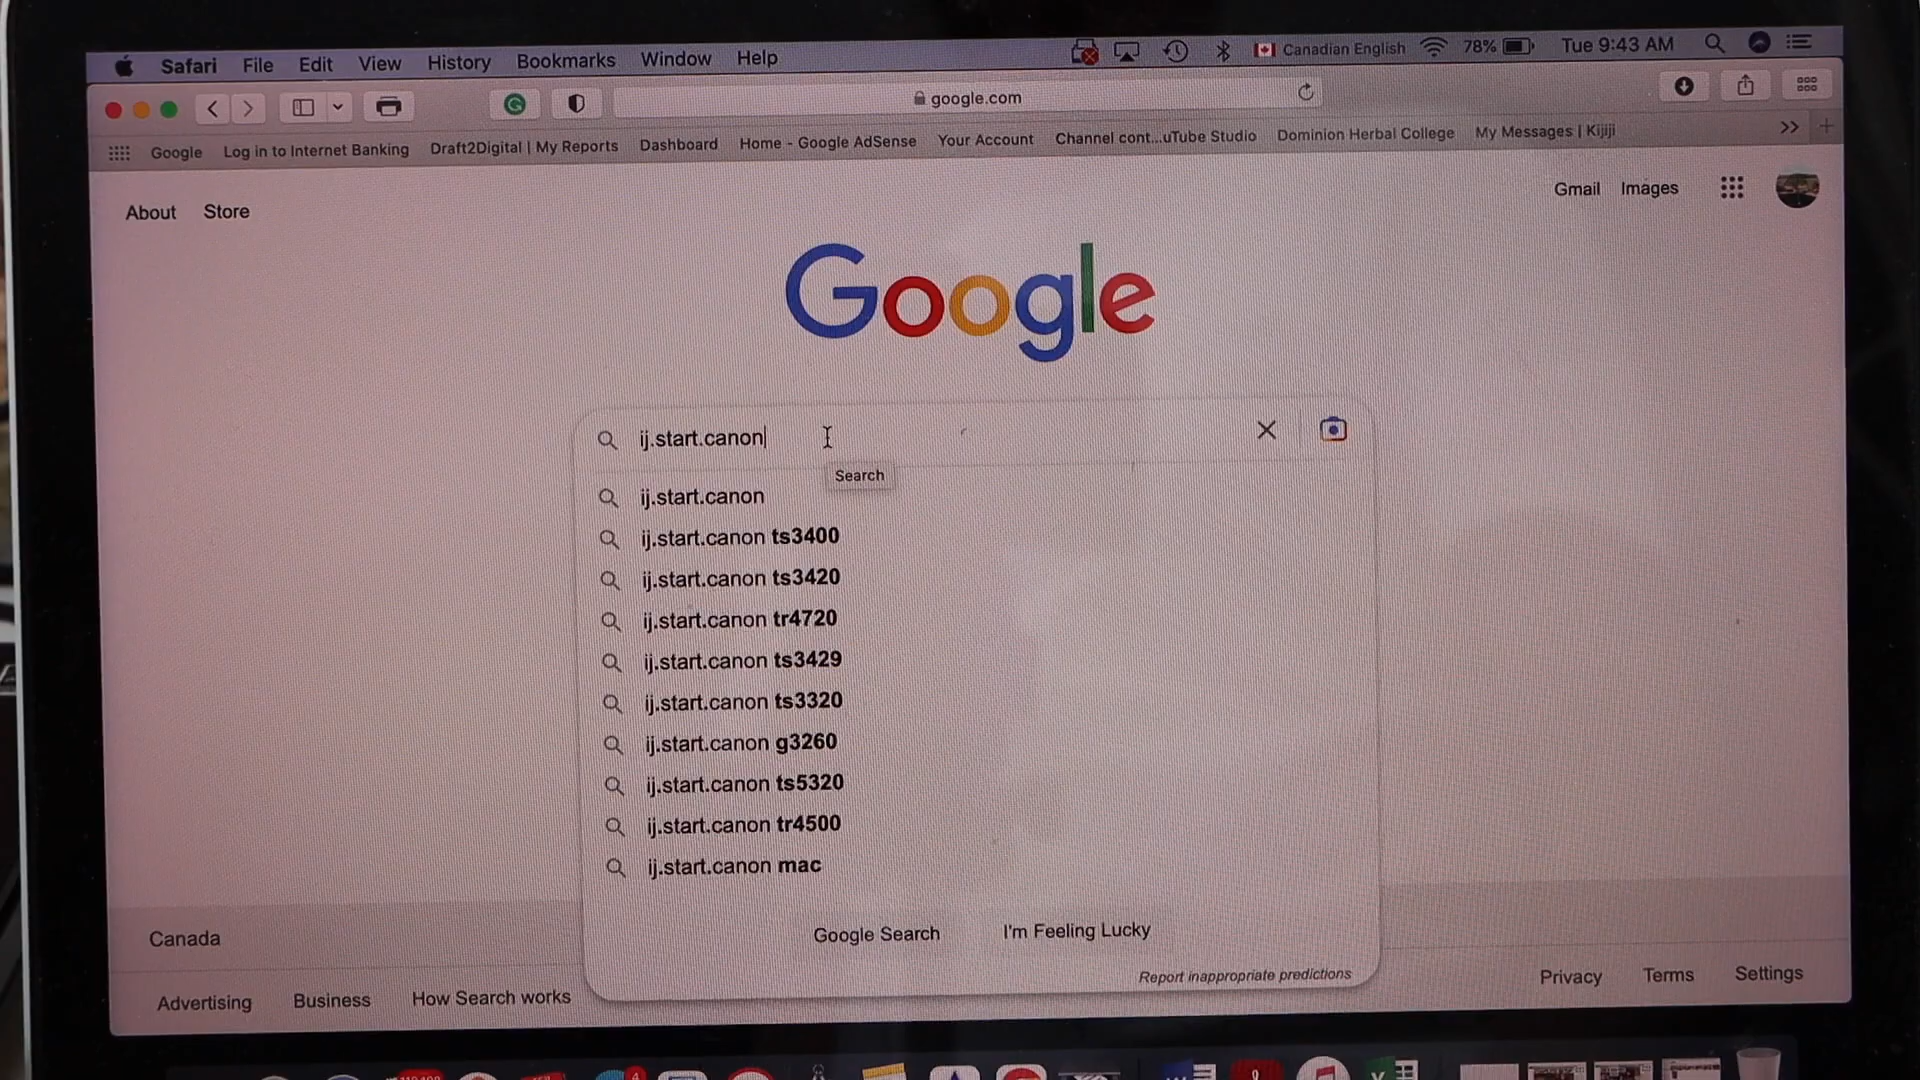 Safari File Edit View History Bookmarks Window Help Canadian English 78% Tue 9:43 AM
google.com
Google Log in to Internet Banking Draft2Digital | My Reports Dashboard Home - Google AdSense Your Account Channel cont...uTube Studio Dominion Herbal College My Messages | Kijiji
About Store Gmail Images
Google
ij.start.canon
Search
ij.start.canon
ij.start.canon ts3400
ij.start.canon ts3420
ij.start.canon tr4720
ij.start.canon ts3429
ij.start.canon ts3320
ij.start.canon g3260
ij.start.canon ts5320
ij.start.canon tr4500
ij.start.canon mac
Google Search I'm Feeling Lucky
Report inappropriate predictions
Canada
Advertising Business How Search works Privacy Terms Settings